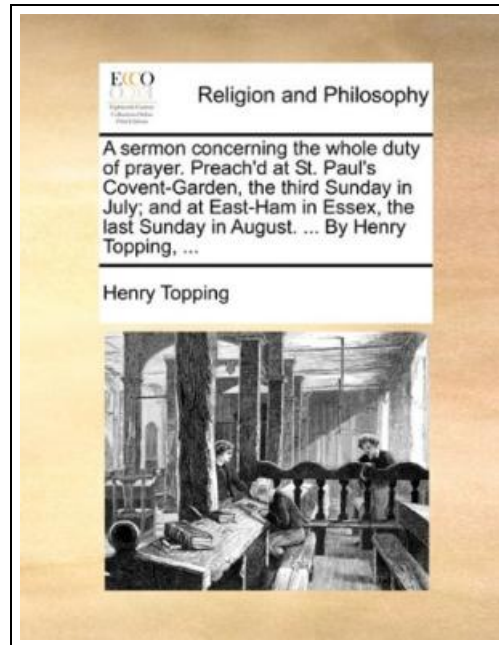 ECCO
Religion and Philosophy
A sermon concerning the whole duty
of prayer. Preach'd at St. Paul's
Covent-Garden, the third Sunday in
July; and at East-Ham in Essex, the
last Sunday in August. ... By Henry
Topping, ...
Henry Topping